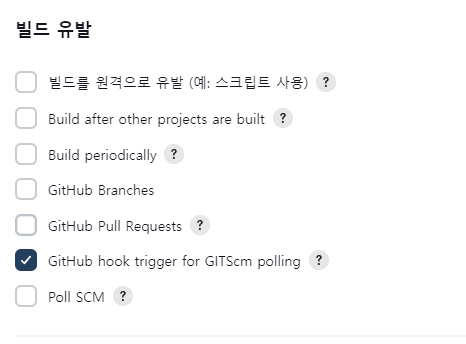 빌드 유발
빌드를 원격으로 유발 (예: 스크립트 사용) ?
Build after other projects are built ?
Build periodically ?
GitHub Branches
GitHub Pull Requests ?
GitHub hook trigger for GITScm polling ?
Poll SCM ?